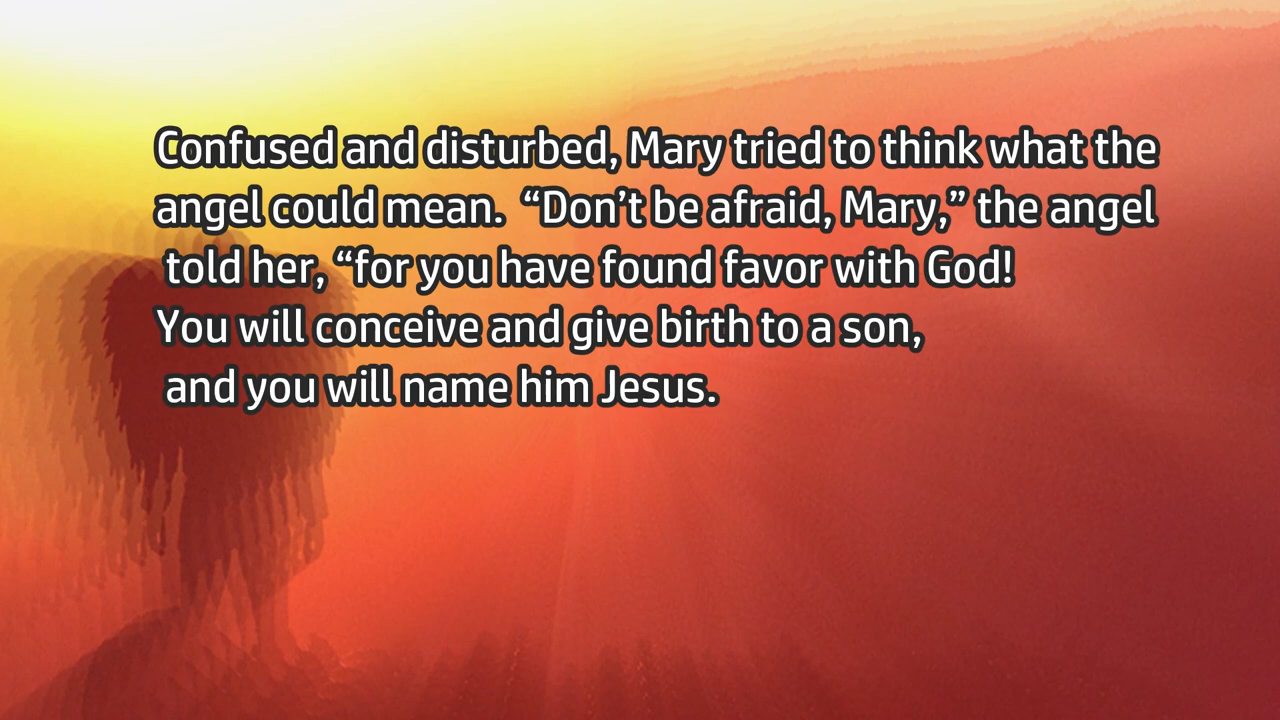 Confused and disturbed, Mary tried to think what the
angel could mean.  “Don’t be afraid, Mary,” the angel
told her, “for you have found favor with God!
You will conceive and give birth to a son,
and you will name him Jesus.